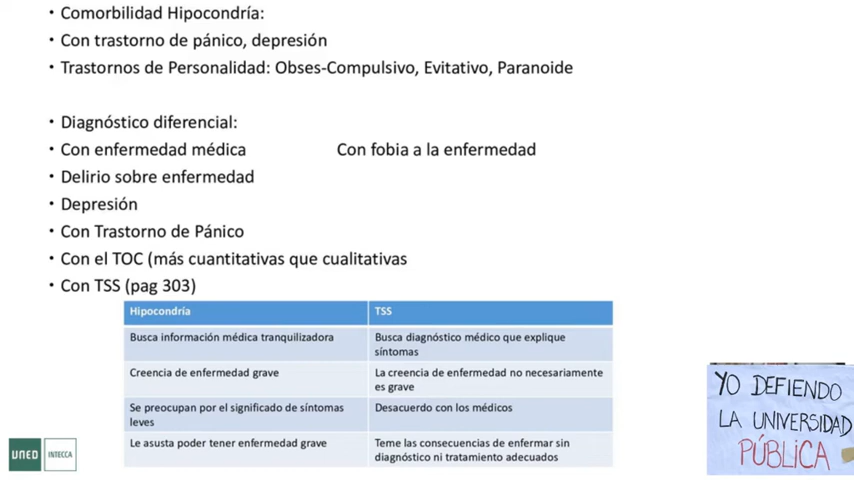 • Comorbilidad Hipocondría:
• Con trastorno de pánico, depresión
• Trastornos de Personalidad: Obses-Compulsivo, Evitativo, Paranoide
• Diagnóstico diferencial:
• Con enfermedad médica Con fobia a la enfermedad
• Delirio sobre enfermedad
• Depresión
• Con Trastorno de Pánico
• Con el TOC (más cuantitativas que cualitativas
• Con TSS (pag 303)
Hipocondría TSS
Busca información médica tranquilizadora Busca diagnóstico médico que explique
síntomas
Creencia de enfermedad grave La creencia de enfermedad no necesariamente
es grave
Se preocupan por el significado de síntomas Desacuerdo con los médicos
leves
Le asusta poder tener enfermedad grave Teme las consecuencias de enfermar sin
diagnóstico ni tratamiento adecuados
UNED INTECCA
YO DEFIENDO
LA UNIVERSIDAD
PÚBLICA